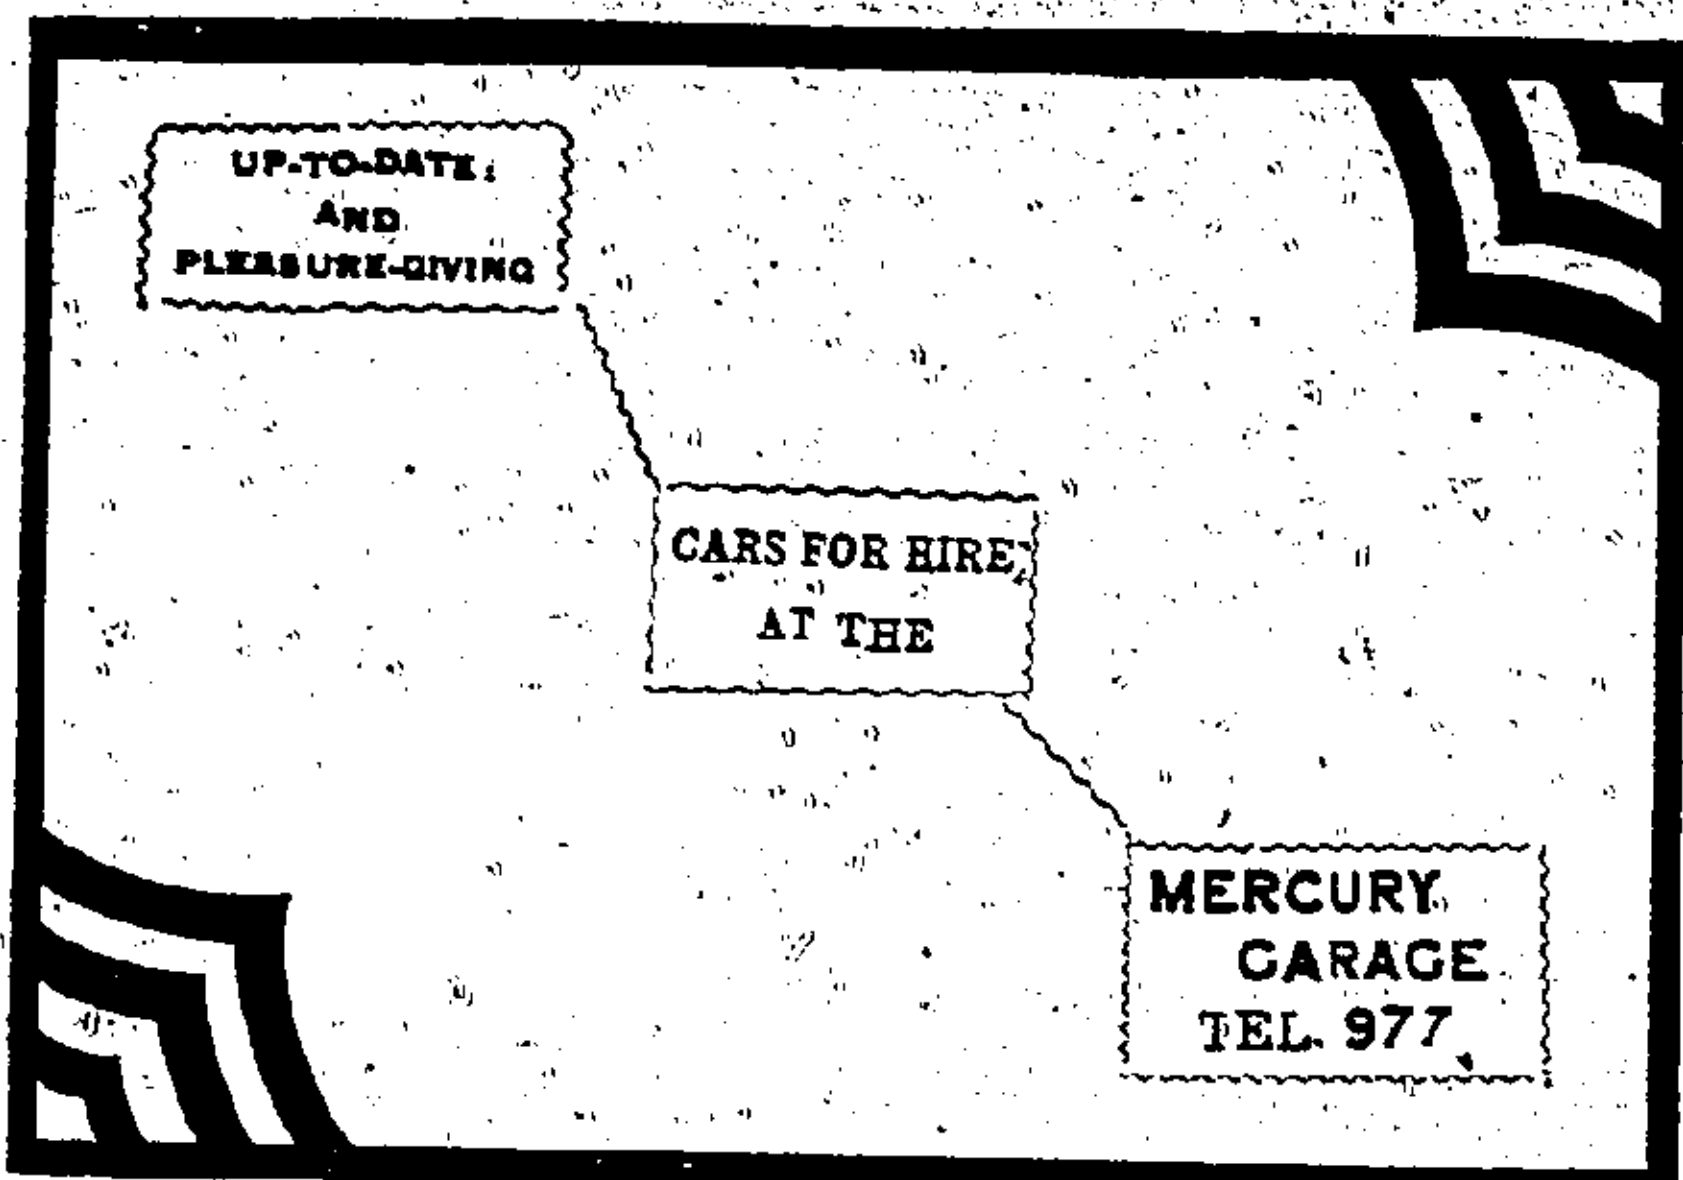 UP-TO-DATE
AND
PLEASURE-GIVING
CARS FOR HIRE
AT THE
MERCURY
GARAGE
TEL. 977